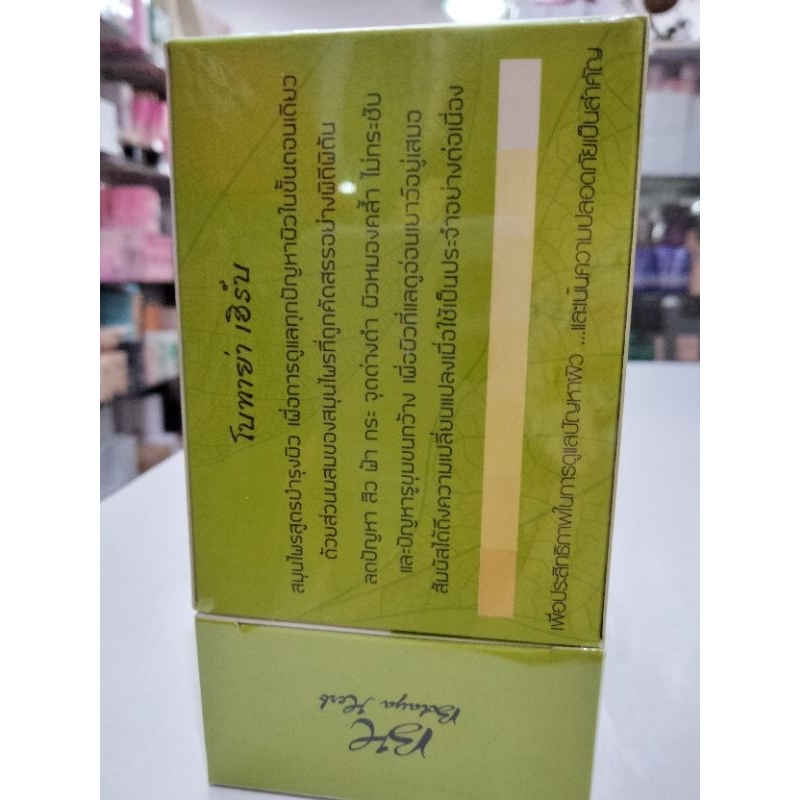 โบทาย่า เฮิร์บ
สมุนไพรสูตรบำรุงผิว เพื่อการดูแลทุกปัญหาผิวในขั้นตอนเดียว
ด้วยส่วนผสมของสมุนไพรที่ถูกคัดสรรอย่างพิถีพิถัน
ลดปัญหา สิว ฝ้า กระ จุดด่างดำ ผิวหมองคล้ำ ไม่กระชับ
และปัญหารูขุมขนกว้าง เพื่อผิวที่แลดูอ่อนเยาว์อยู่เสมอ
สัมผัสได้ถึงความเปลี่ยนแปลงเมื่อใช้เป็นประจำอย่างต่อเนื่อง
เพื่อประสิทธิภาพในการดูแลปัญหาผิว ...และเน้นความปลอดภัยเป็นสำคัญ
BH
Botaya Herb